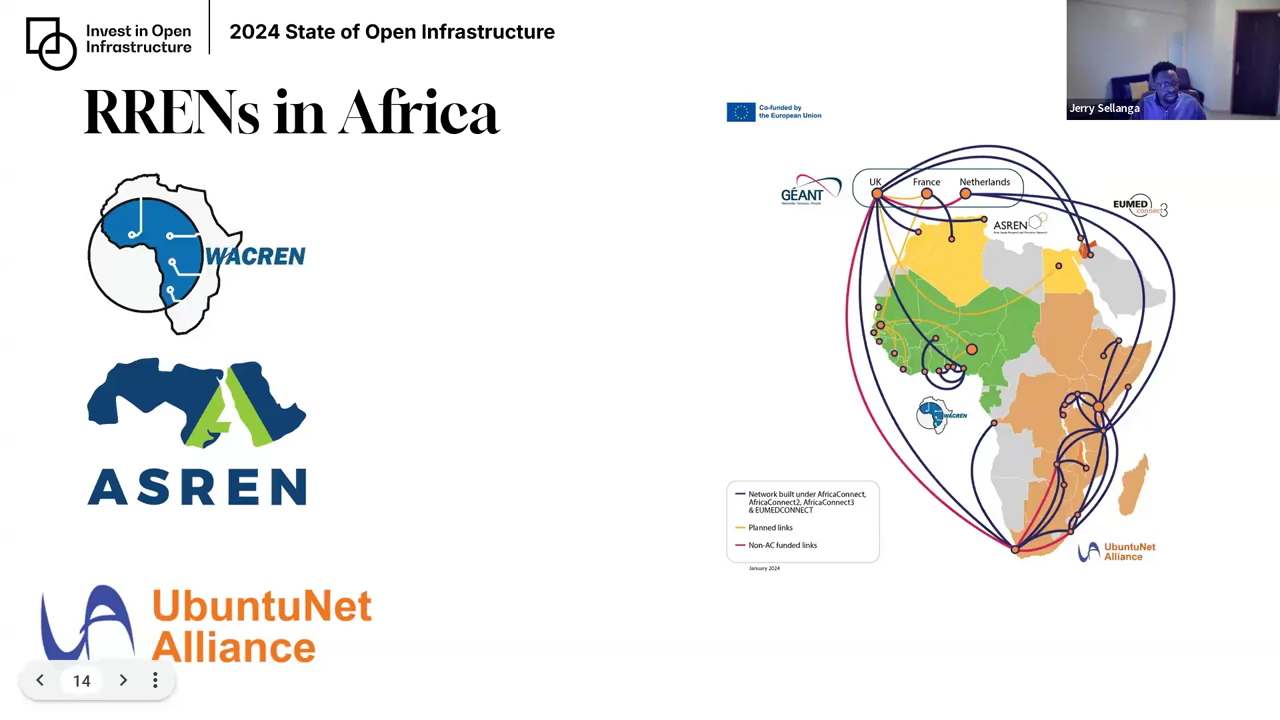 Invest in Open
Infrastructure
2024 State of Open Infrastructure
Jerry Sellanga
RRENs in Africa
WACREN
ASREN
UbuntuNet
Alliance
Co-funded by
the European Union
GÉANT
UK
France
Netherlands
EUMED
connect3
ASREN
WACREN
Network built under AfricaConnect,
AfricaConnect2, AfricaConnect3
& EUMEDCONNECT
Planned links
Non-AC funded links
January 2024
UbuntuNet
Alliance
14